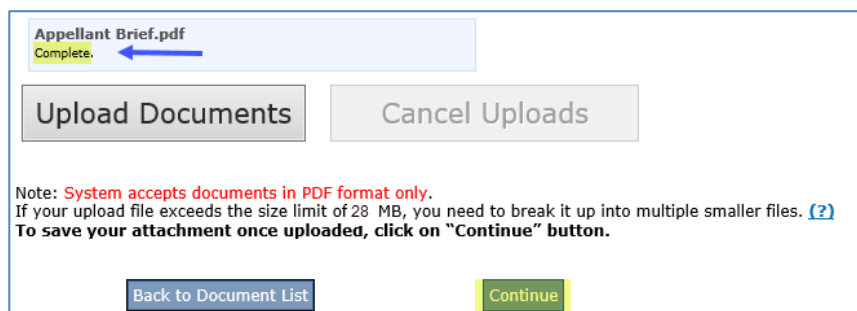 Appellant Brief.pdf
Complete.
Upload Documents
Cancel Uploads
Note: System accepts documents in PDF format only.
If your upload file exceeds the size limit of 28 MB, you need to break it up into multiple smaller files. (?)
To save your attachment once uploaded, click on “Continue” button.
Back to Document List
Continue